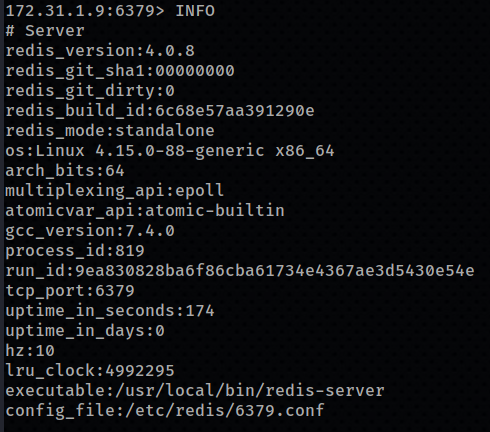 172.31.1.9:6379> INFO
# Server
redis_version:4.0.8
redis_git_sha1:00000000
redis_git_dirty:0
redis_build_id:6c68e57aa391290e
redis_mode:standalone
os:Linux 4.15.0-88-generic x86_64
arch_bits:64
multiplexing_api:epoll
atomicvar_api:atomic-builtin
gcc_version:7.4.0
process_id:819
run_id:9ea830828ba6f86cba61734e4367ae3d5430e54e
tcp_port:6379
uptime_in_seconds:174
uptime_in_days:0
hz:10
lru_clock:4992295
executable:/usr/local/bin/redis-server
config_file:/etc/redis/6379.conf